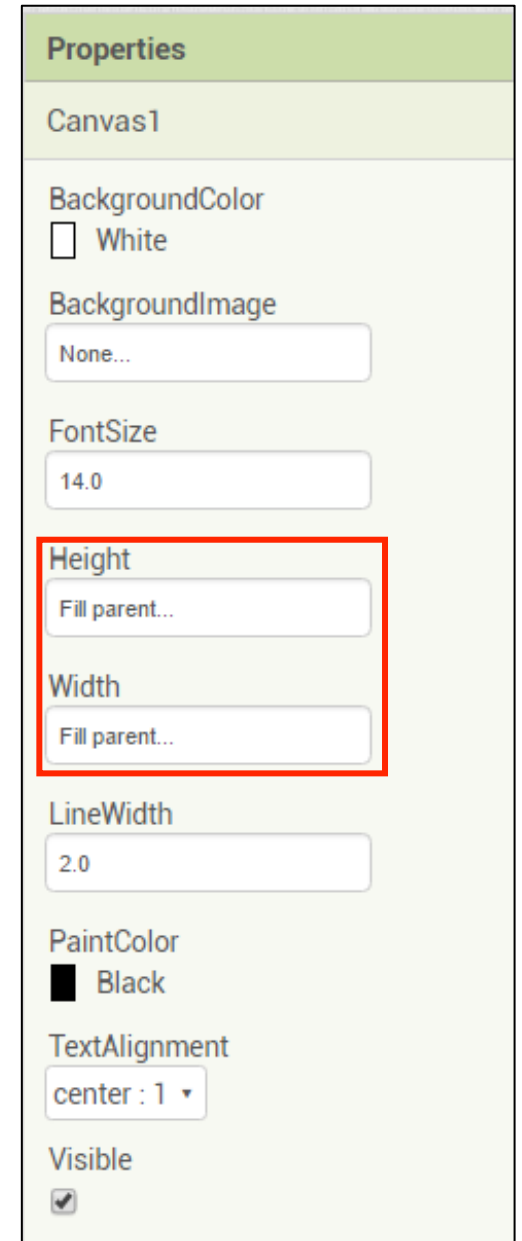 Properties
Canvas1
BackgroundColor
White
BackgroundImage
None...
FontSize
14.0
Height
Fill parent...
Width
Fill parent...
LineWidth
2.0
PaintColor
Black
TextAlignment
center : 1
Visible